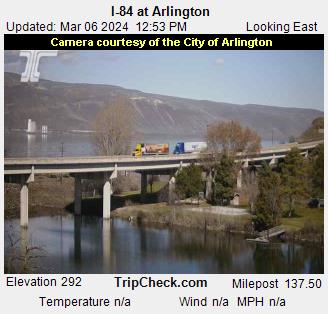 I-84 at Arlington
Updated: Mar 06 2024 12:53 PM Looking East
Camera courtesy of the City of Arlington
Elevation 292 TripCheck.com Milepost 137.50
Temperature n/a Wind n/a MPH n/a